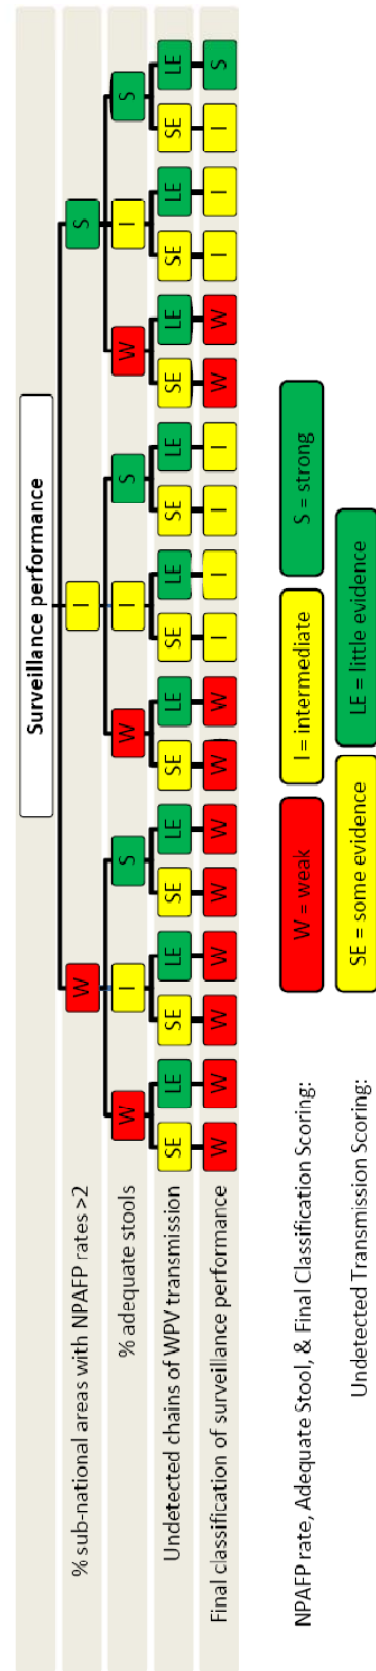 Surveillance performance
% sub-national areas with NPAFP rates >2
W I S
% adequate stools
W I S W I S W I S
Undetected chains of WPV transmission
SE LE SE LE SE LE SE LE SE LE SE LE SE LE SE LE SE LE
Final classification of surveillance performance
W W W W W W W W I I I I W W I I I S
NPAFP rate, Adequate Stool, & Final Classification Scoring:
W = weak
I = intermediate
S = strong
Undetected Transmission Scoring:
SE = some evidence
LE = little evidence